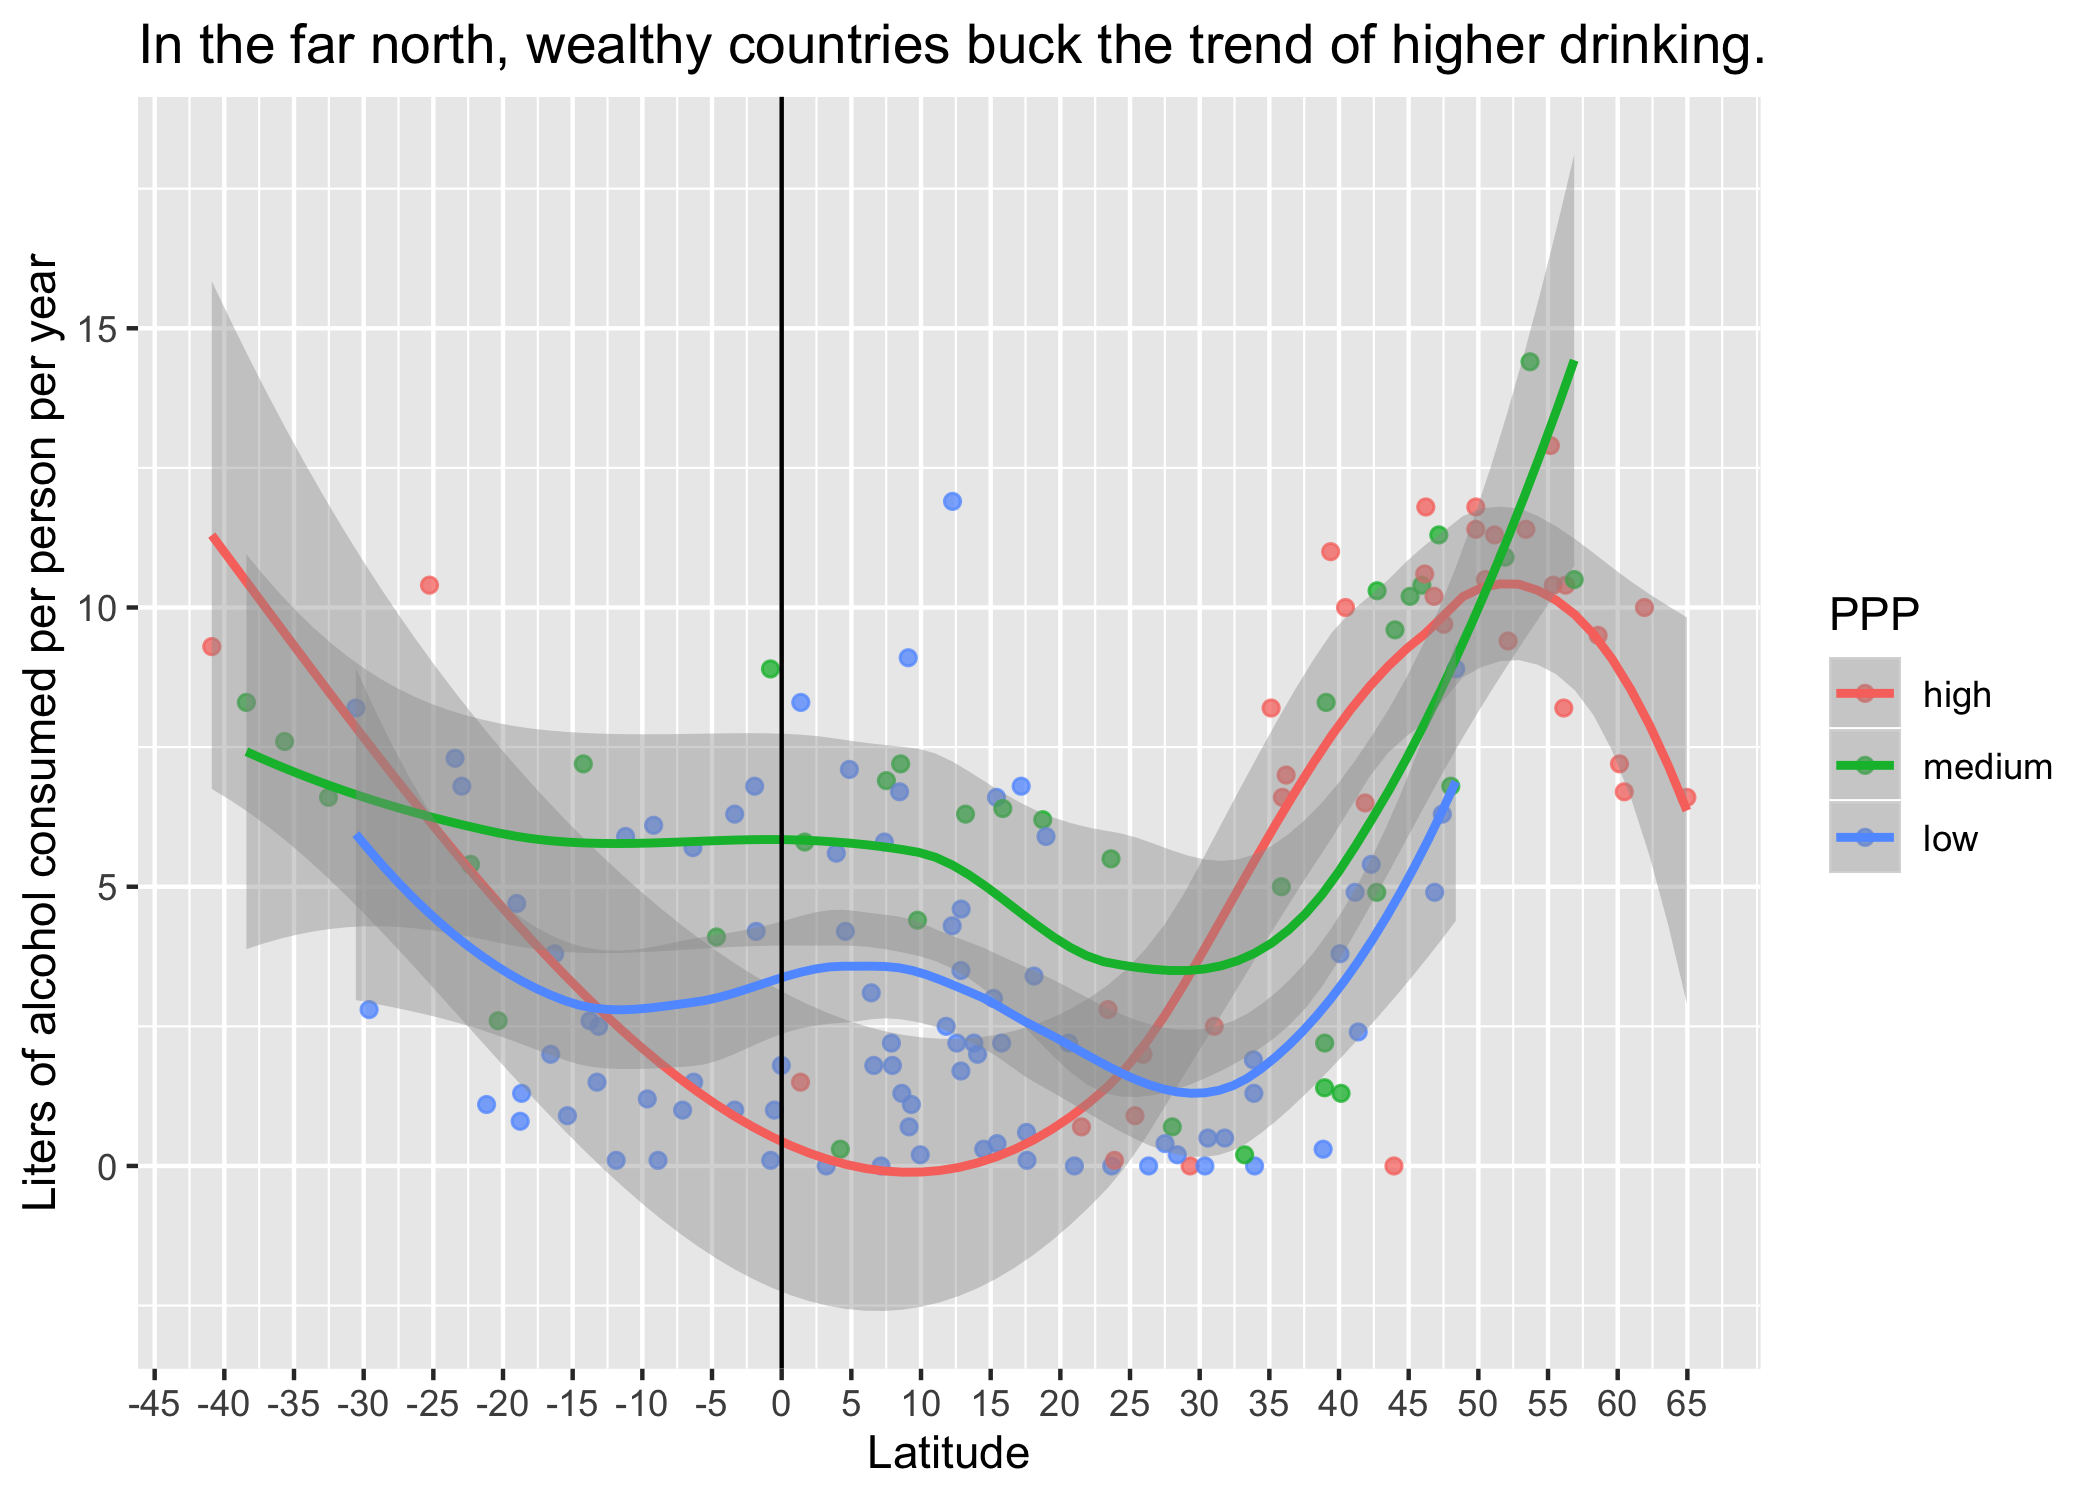 In the far north, wealthy countries buck the trend of higher drinking.
Liters of alcohol consumed per person per year
15
10
5
0
-45 -40 -35 -30 -25 -20 -15 -10 -5 0 5 10 15 20 25 30 35 40 45 50 55 60 65
Latitude
PPP
high
medium
low